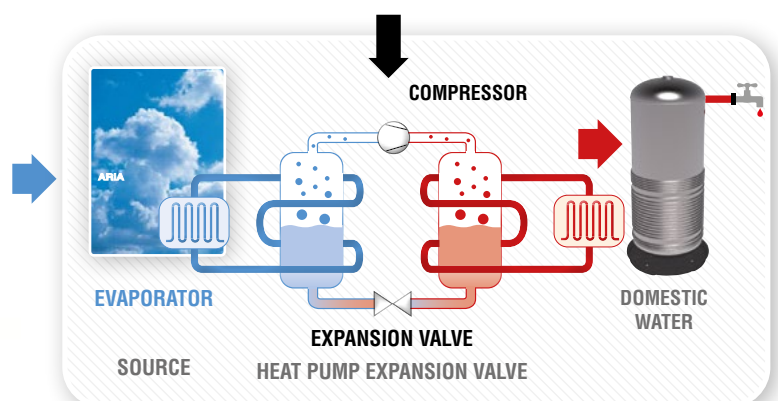 COMPRESSOR
ARIA
EVAPORATOR
DOMESTIC
WATER
EXPANSION VALVE
SOURCE
HEAT PUMP EXPANSION VALVE